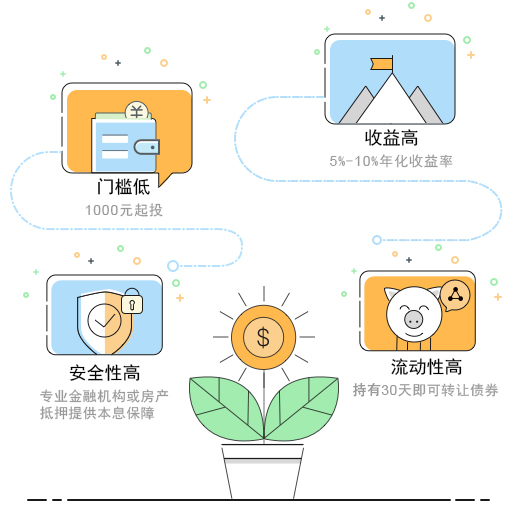 收益高
5%-10%年化收益率
门槛低
1000元起投
$
安全性高
专业金融机构或房产
抵押提供本息保障
流动性高
持有30天即可转让债券